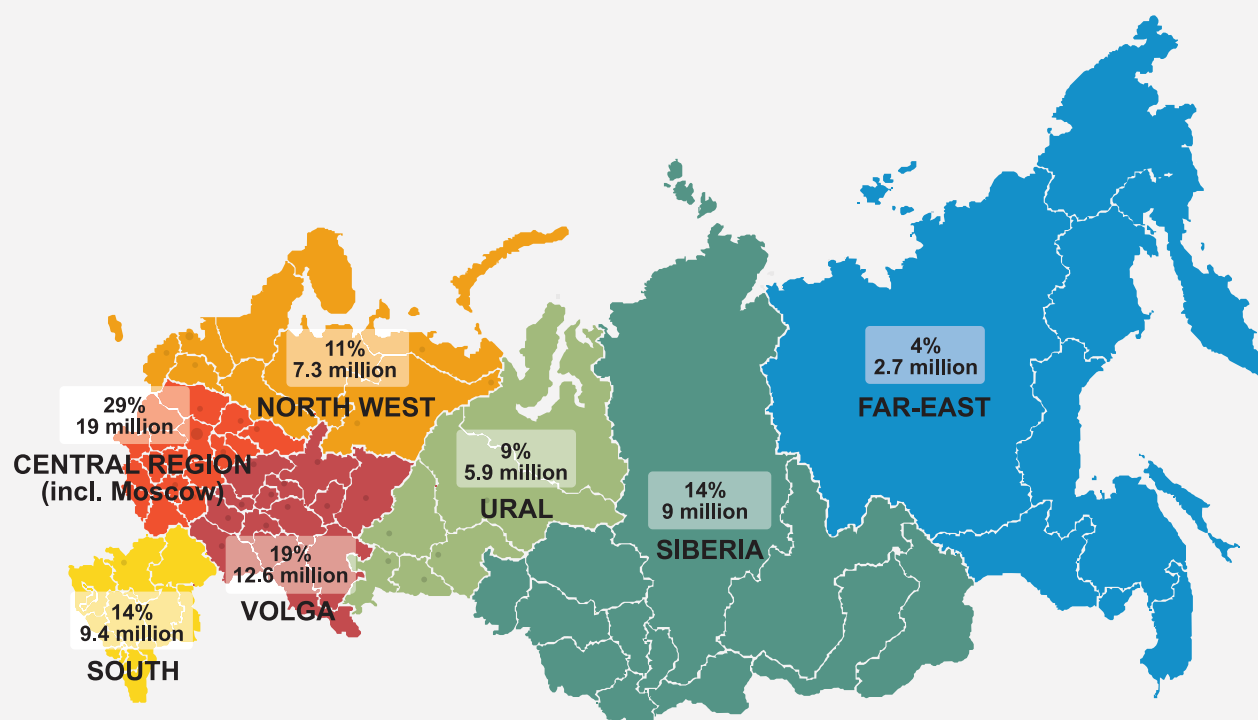 11%
7.3 million
NORTH WEST
4%
2.7 million
FAR-EAST
29%
19 million
CENTRAL REGION
(incl. Moscow)
9%
5.9 million
URAL
14%
9 million
SIBERIA
19%
12.6 million
VOLGA
14%
9.4 million
SOUTH